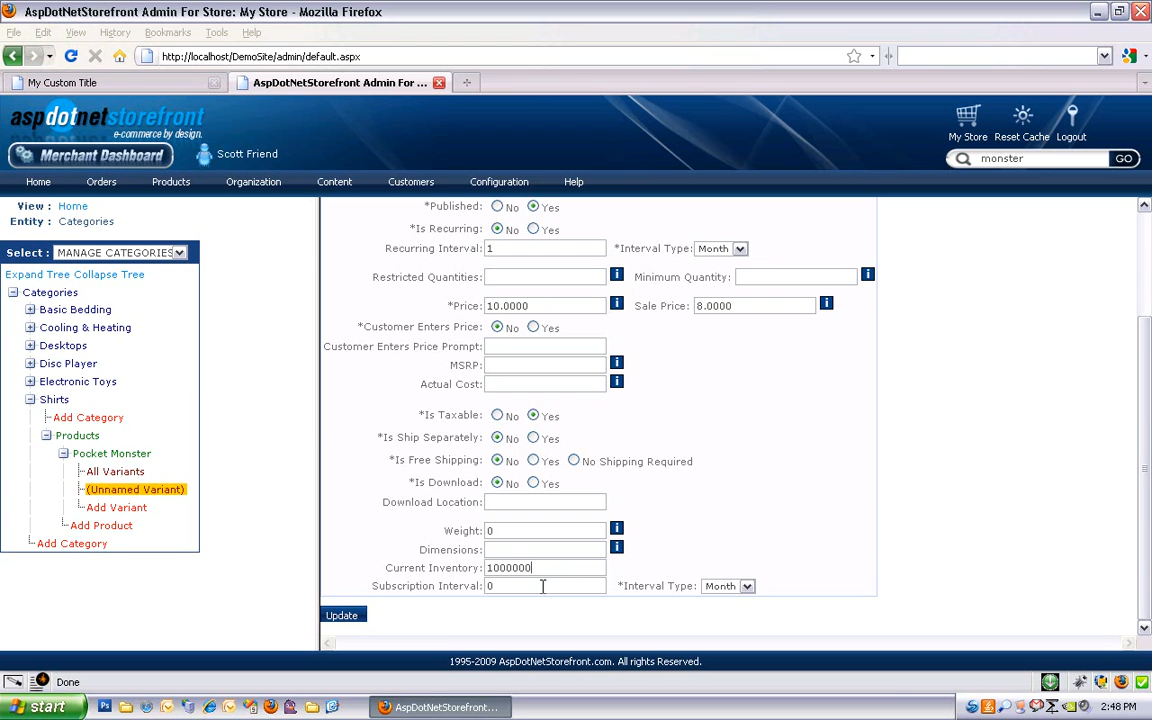 AspDotNetStorefront Admin For Store: My Store - Mozilla Firefox
File Edit View History Bookmarks Tools Help
http://localhost/DemoSite/admin/default.aspx
My Custom Title
AspDotNetStorefront Admin For ...
aspdotnetstorefront
e-commerce by design.
My Store Reset Cache Logout
Merchant Dashboard
Scott Friend
monster
GO
Home Orders Products Organization Content Customers Configuration Help
View : Home
Entity : Categories
Select : MANAGE CATEGORIES
Expand Tree Collapse Tree
Categories
Basic Bedding
Cooling & Heating
Desktops
Disc Player
Electronic Toys
Shirts
Add Category
Products
Pocket Monster
All Variants
(Unnamed Variant)
Add Variant
Add Product
Add Category
*Published: No Yes
*Is Recurring: No Yes
Recurring Interval: 1 *Interval Type: Month
Restricted Quantities: Minimum Quantity:
*Price: 10.0000 Sale Price: 8.0000
*Customer Enters Price: No Yes
Customer Enters Price Prompt:
MSRP:
Actual Cost:
*Is Taxable: No Yes
*Is Ship Separately: No Yes
*Is Free Shipping: No Yes No Shipping Required
*Is Download: No Yes
Download Location:
Weight: 0
Dimensions:
Current Inventory: 1000000
Subscription Interval: 0 *Interval Type: Month
Update
1995-2009 AspDotNetStorefront.com. All rights Reserved.
Done
start
AspDotNetStorefront...
2:48 PM